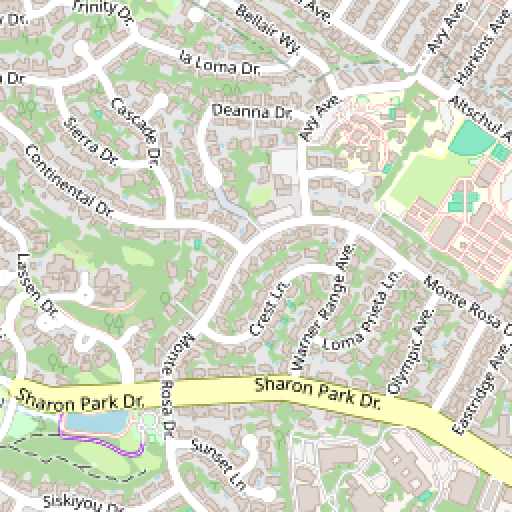 Trinity Dr.
Bellair Wy.
Ave.
Avy Ave.
Harkins Ave
y Dr.
la Loma Dr.
a Dr.
Cascade Dr.
Deanna Dr.
Avy Ave.
Altschul A
Sierra Dr.
Continental Dr.
Lassen Dr.
Crest Ln.
Warner Range Ave.
Loma Prieta Ln.
Monte Rosa D
Olympic Ave.
Eastridge Ave.
Monte Rosa Dr.
Sharon Park Dr.
Sharon Park Dr.
Sunset Ln
Siskiyou Dr